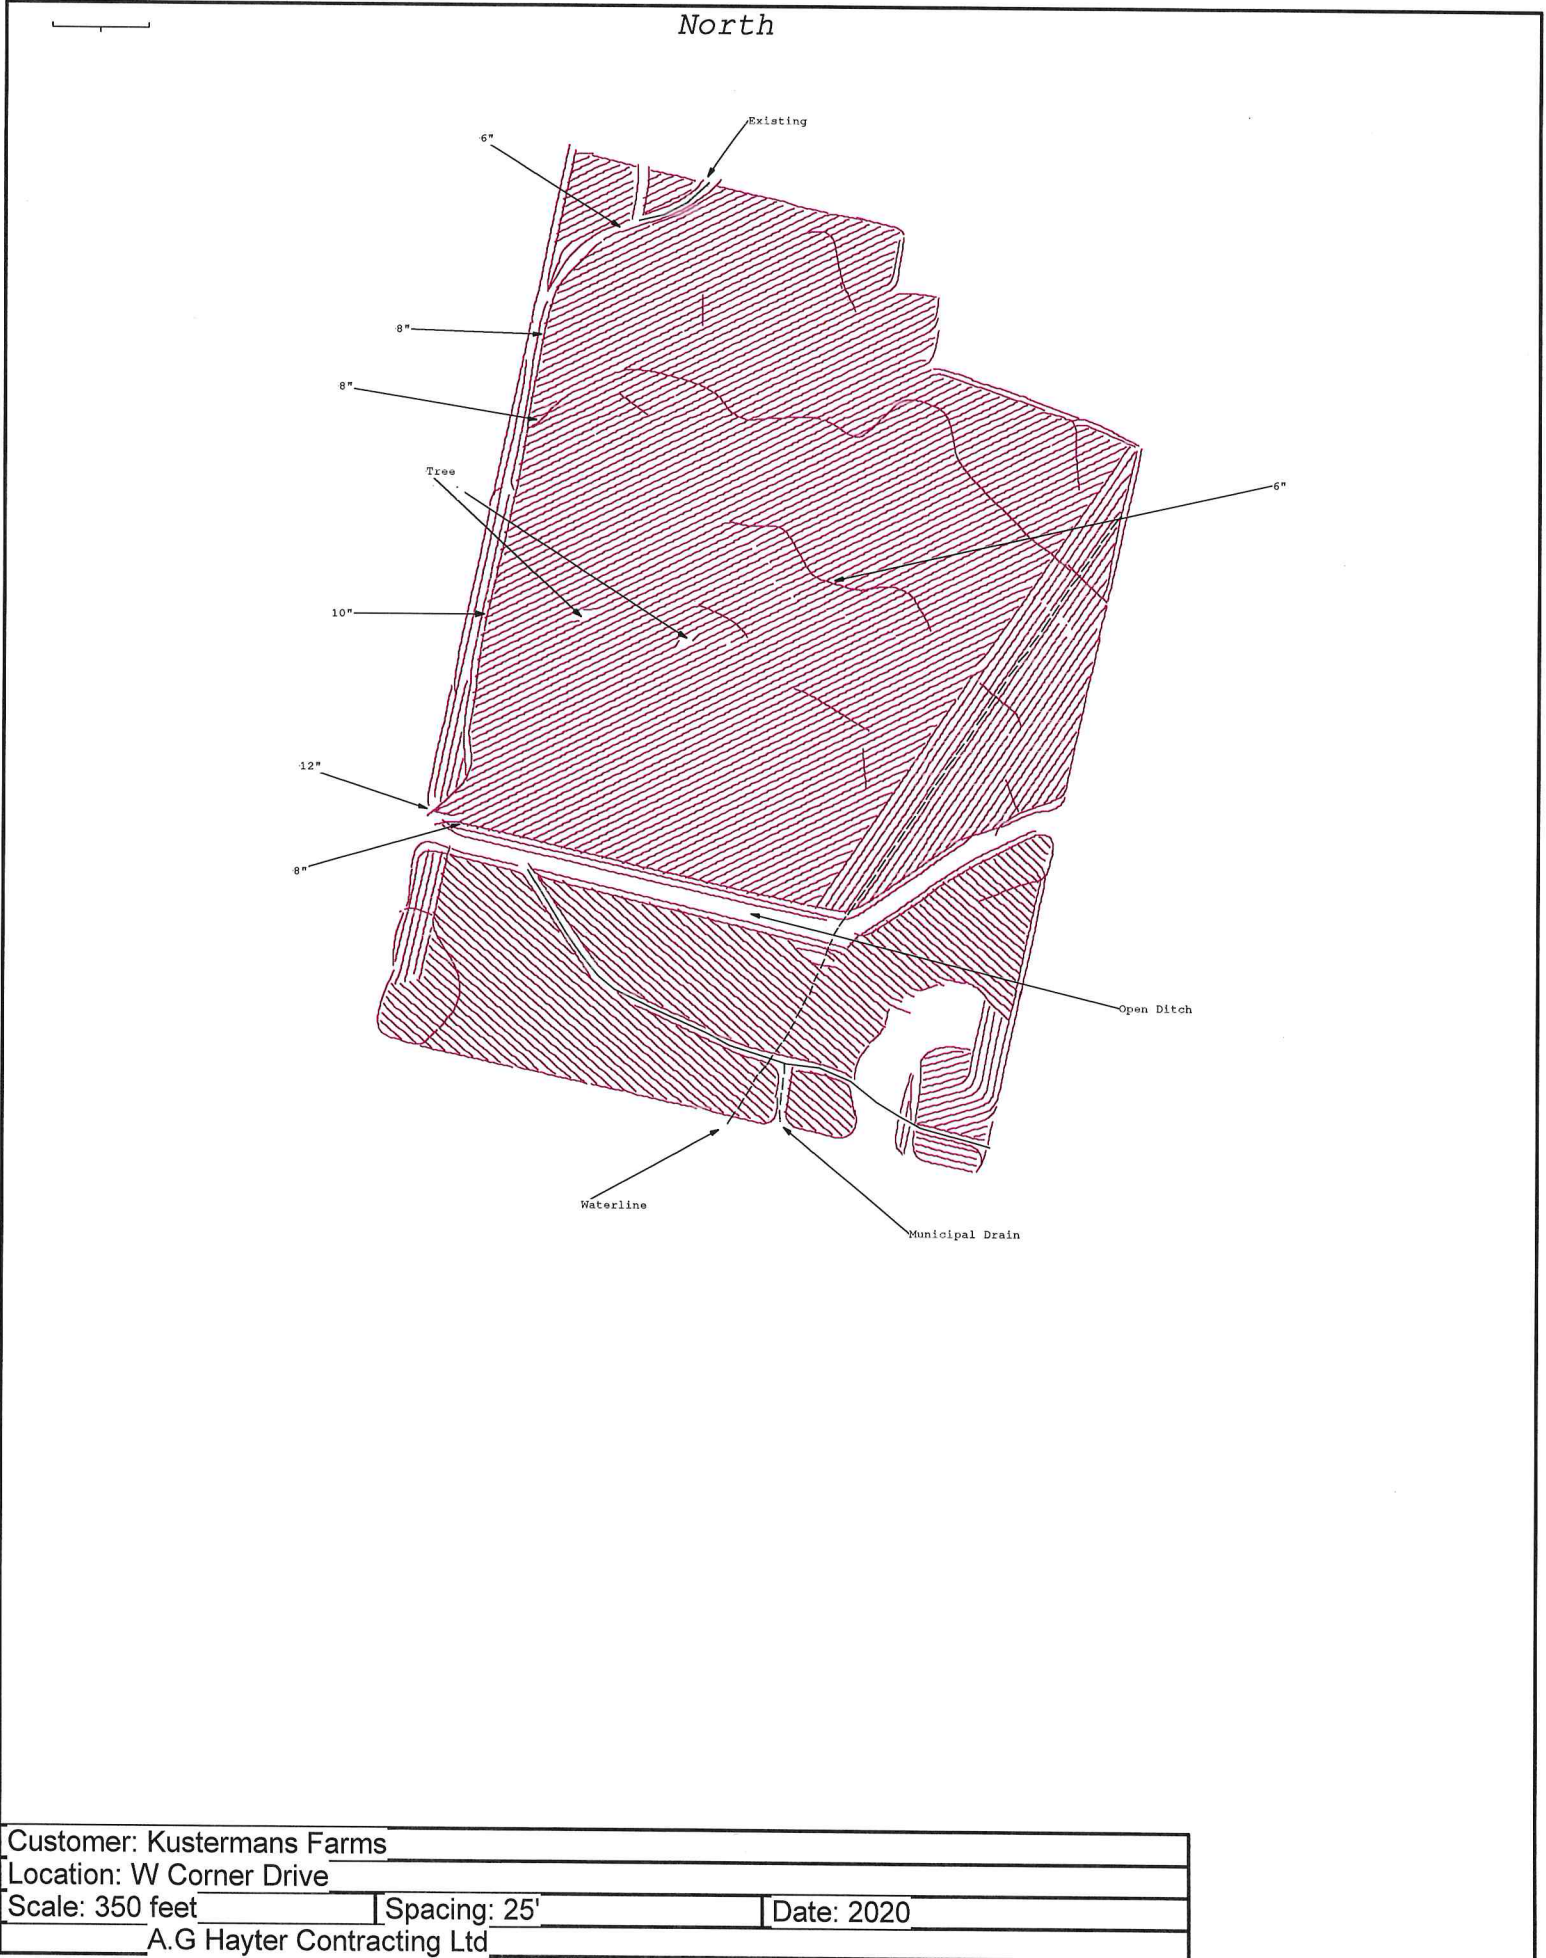 North
Existing
6"
8"
8"
Tree
6"
10"
12"
8"
Open Ditch
Waterline
Municipal Drain
Customer: Kustermans Farms
Location: W Corner Drive
Scale: 350 feet
Spacing: 25'
Date: 2020
A.G Hayter Contracting Ltd